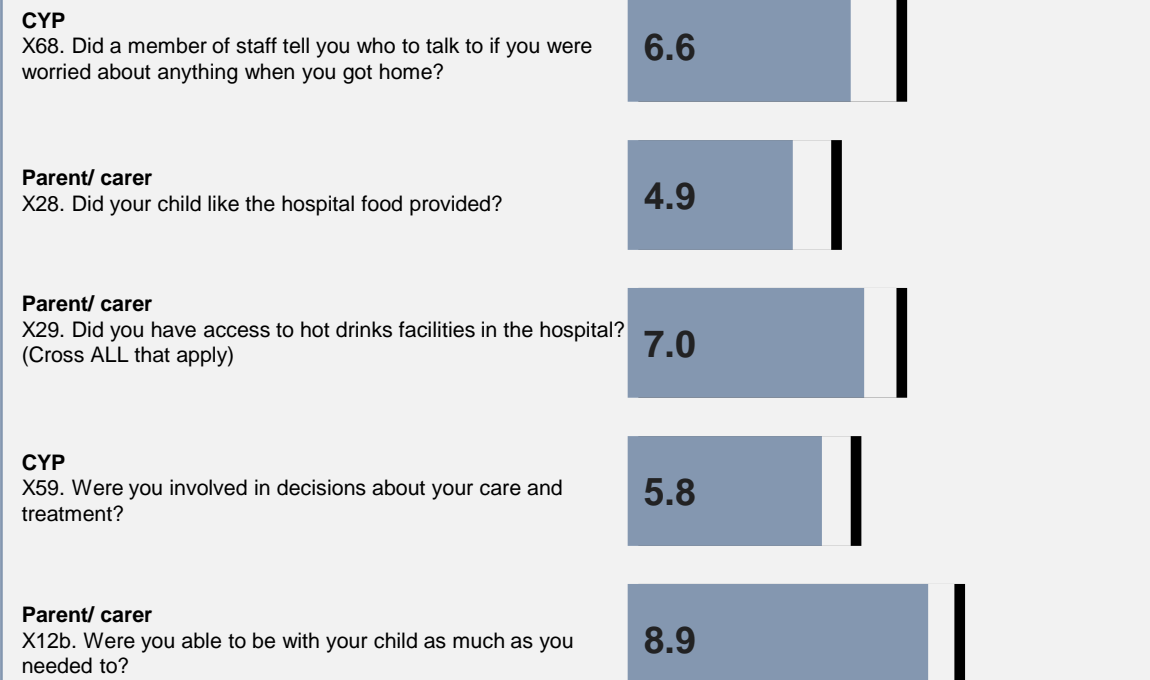 CYP
X68. Did a member of staff tell you who to talk to if you were
worried about anything when you got home?
6.6
Parent/ carer
X28. Did your child like the hospital food provided?
4.9
Parent/ carer
X29. Did you have access to hot drinks facilities in the hospital?
(Cross ALL that apply)
7.0
CYP
X59. Were you involved in decisions about your care and
treatment?
5.8
Parent/ carer
X12b. Were you able to be with your child as much as you
needed to?
8.9